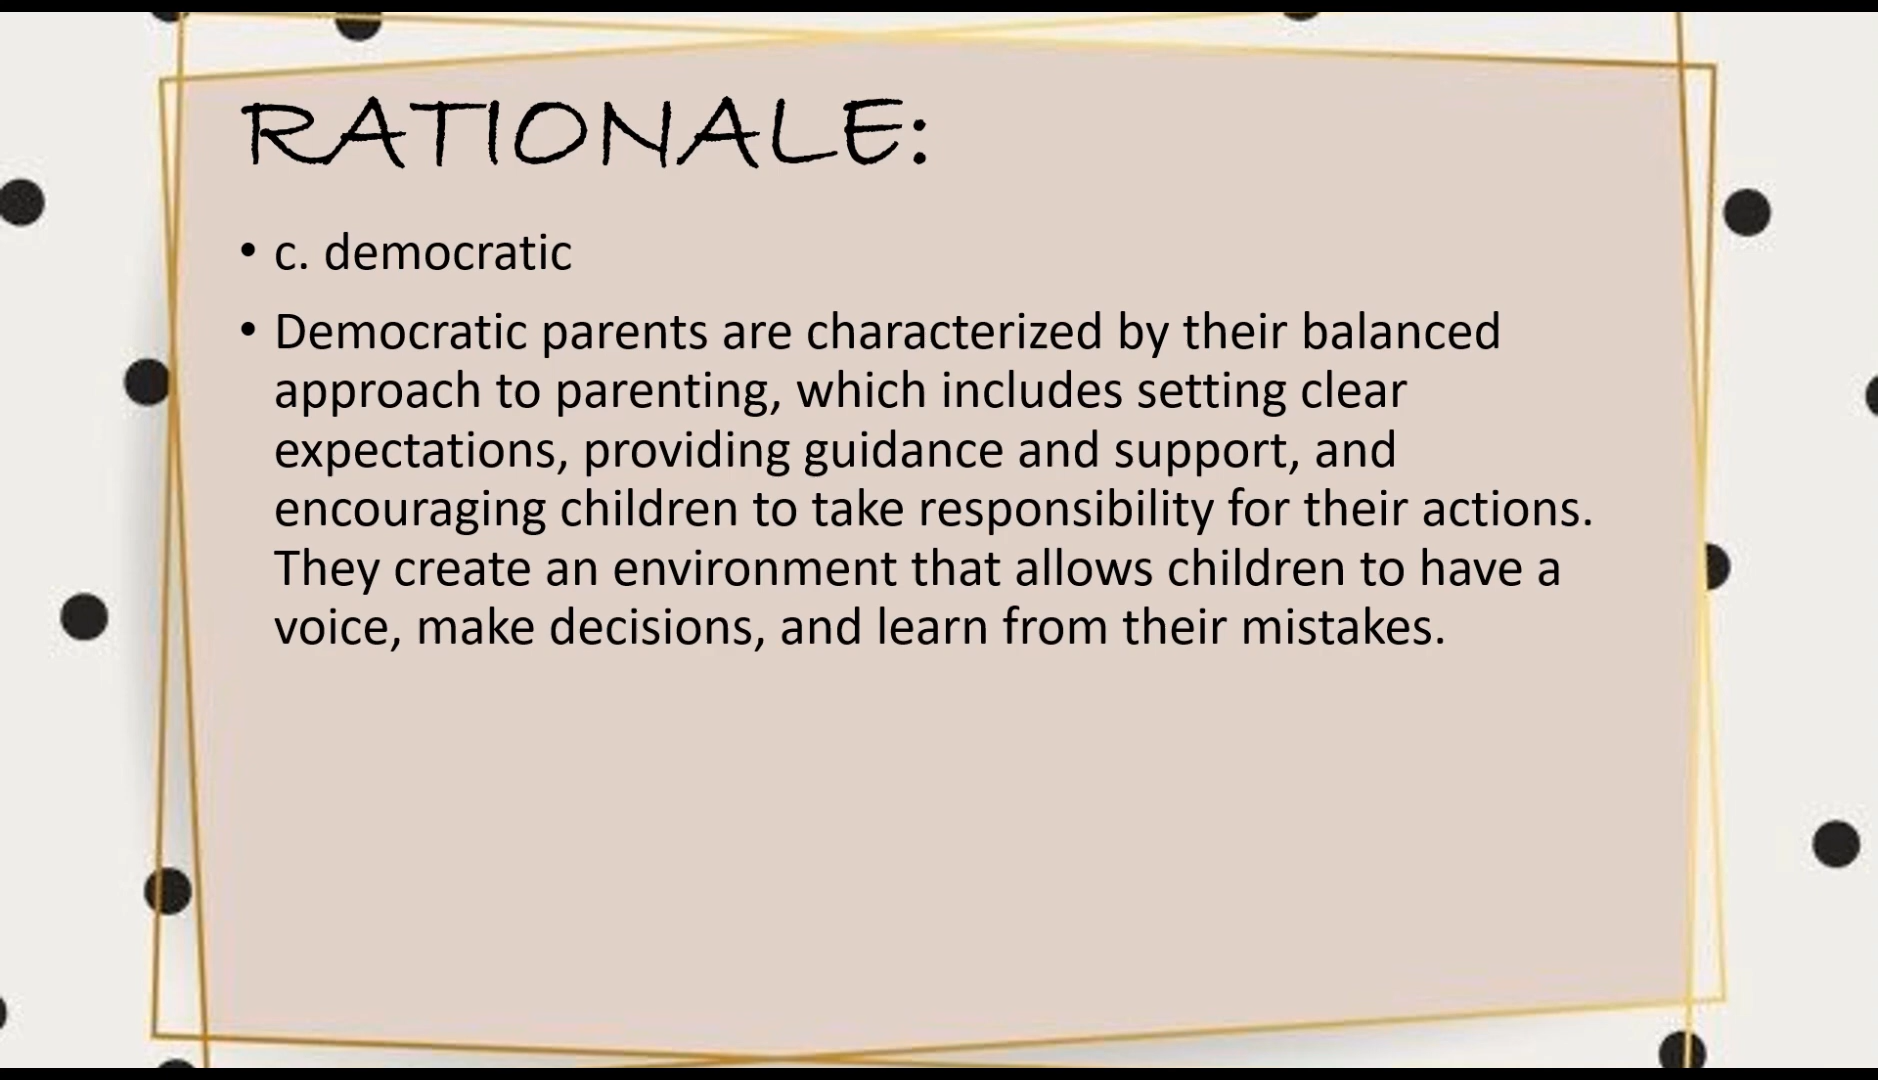 RATIONALE:
• c. democratic
• Democratic parents are characterized by their balanced
approach to parenting, which includes setting clear
expectations, providing guidance and support, and
encouraging children to take responsibility for their actions.
They create an environment that allows children to have a
voice, make decisions, and learn from their mistakes.